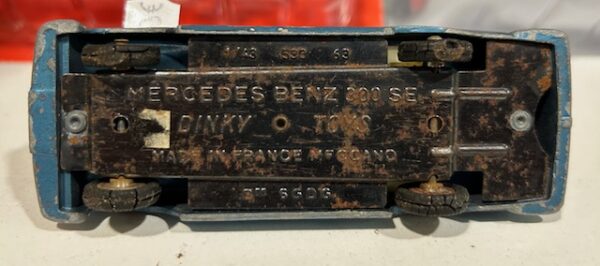 MERCEDES BENZ 300 SE
DINKY TOYS
MADE IN FRANCE MECCANO